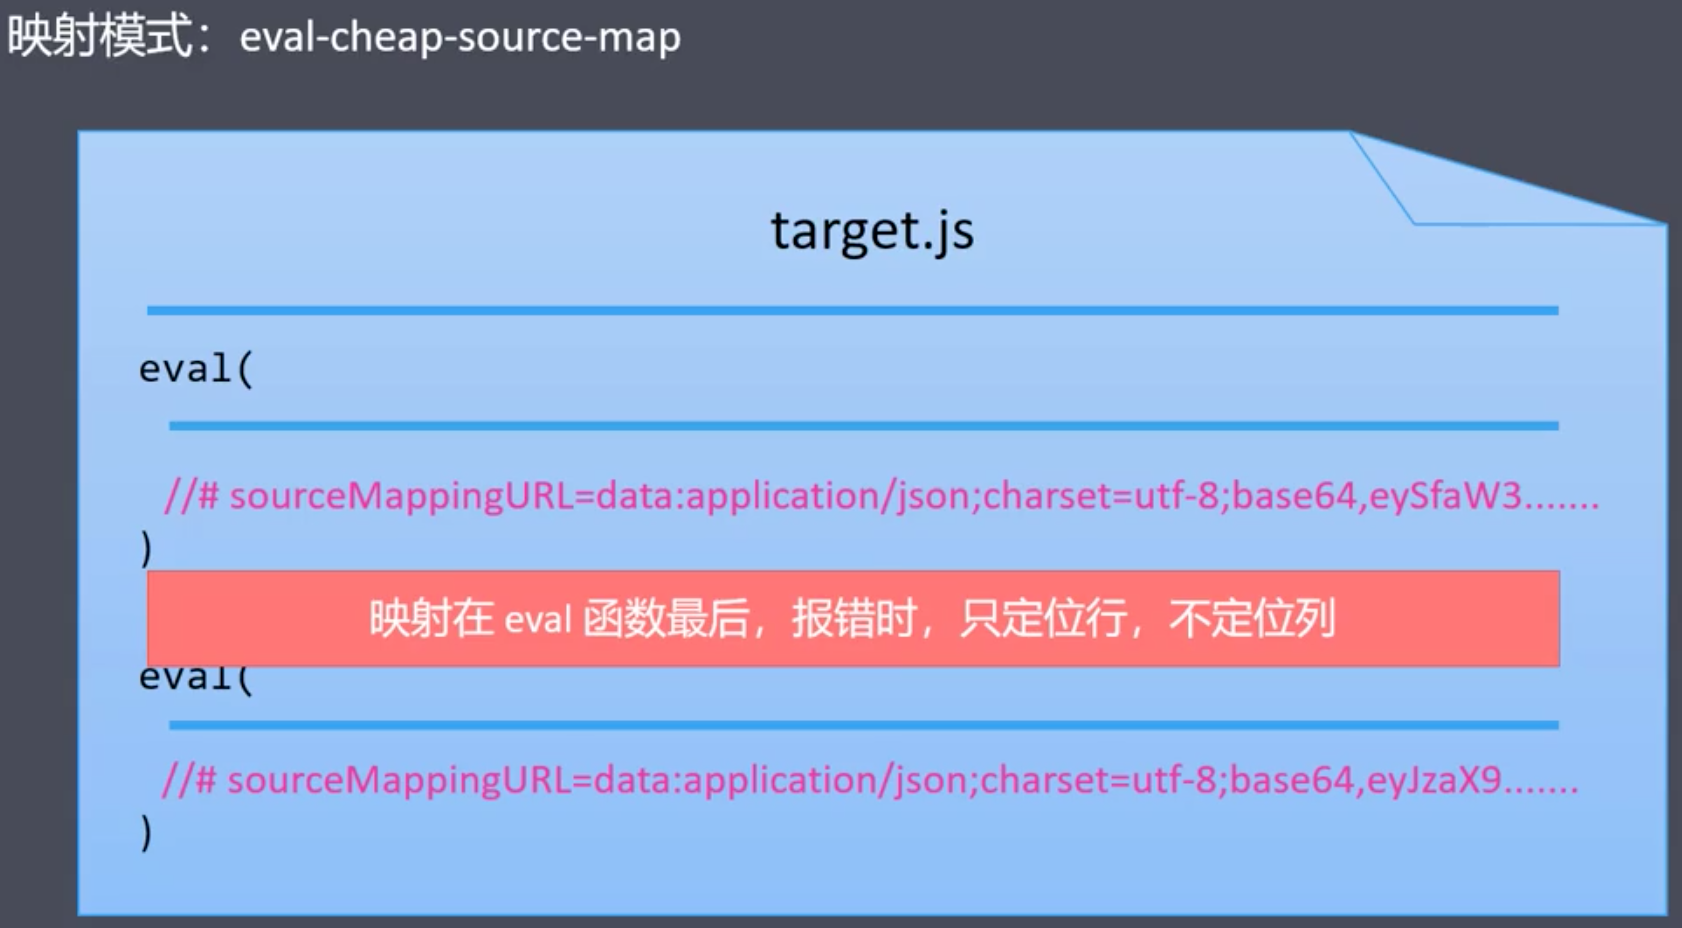 映射模式：eval-cheap-source-map
target.js
eval(
//# sourceMappingURL=data:application/json;charset=utf-8;base64,eySfaW3.......
)
映射在 eval 函数最后，报错时，只定位行，不定位列
eval(
//# sourceMappingURL=data:application/json;charset=utf-8;base64,eyJzaX9.......
)